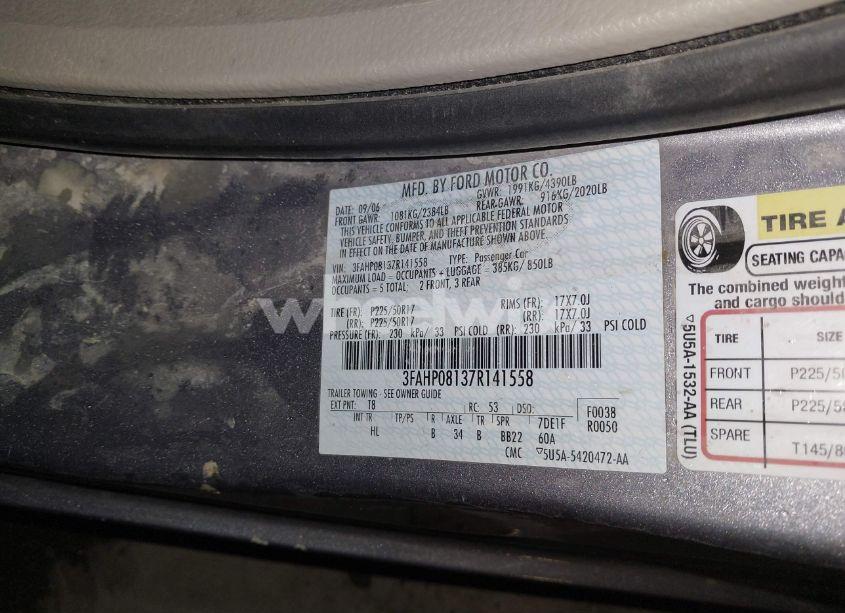 MFD. BY FORD MOTOR CO.
DATE: 09/06 GVWR: 1991KG/4390LB
FRONT GAWR: 1081KG/2384LB REAR-GAWR: 916KG/2020LB
THIS VEHICLE CONFORMS TO ALL APPLICABLE FEDERAL MOTOR
VEHICLE SAFETY, BUMPER, AND THEFT PREVENTION STANDARDS
IN EFFECT ON THE DATE OF MANUFACTURE SHOWN ABOVE.
VIN: 3FAHP08137R141558 TYPE: Passenger Car
MAXIMUM LOAD = OCCUPANTS + LUGGAGE = 385KG/ 850LB
OCCUPANTS = 5 TOTAL: 2 FRONT, 3 REAR
TIRE (FR): P225/50R17 RIMS (FR): 17X7.0J
(RR): P225/50R17 (RR): 17X7.0J
PRESSURE (FR): 230 kPa/ 33 PSI COLD (RR): 230 kPa/ 33 PSI COLD
3FAHP08137R141558
TRAILER TOWING - SEE OWNER GUIDE
EXT PNT: T8 RC: 53 DSO: F0038
INT TR TP/PS R AXLE TR SPR 7DE1F R0050
HL B 34 B BB22 60A
CMC ▽5U5A-5420472-AA
TIRE A
SEATING CAPA
The combined weight
and cargo should
TIRE SIZE
FRONT P225/50
REAR P225/5
SPARE T145/8
▽5U5A-1532-AA (TLU)